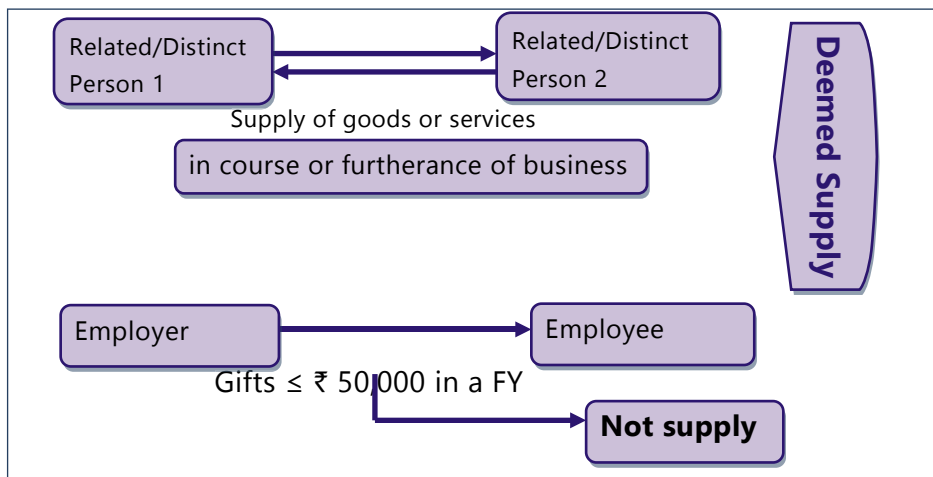 Related/Distinct
Person 1
Related/Distinct
Person 2
Supply of goods or services
in course or furtherance of business
Deemed Supply
Employer
Employee
Gifts ≤ ₹ 50,000 in a FY
Not supply